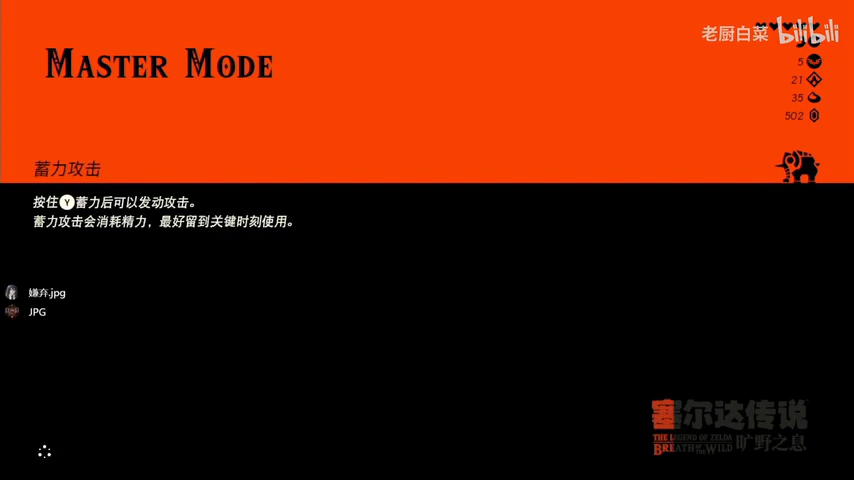 老厨白菜 bilibili
MASTER MODE
5
21
35
502
蓄力攻击
按住Y蓄力后可以发动攻击。
蓄力攻击会消耗精力，最好留到关键时刻使用。
嫌弃.jpg
JPG
塞尔达传说
THE LEGEND OF ZELDA
BREATH OF THE WILD 旷野之息